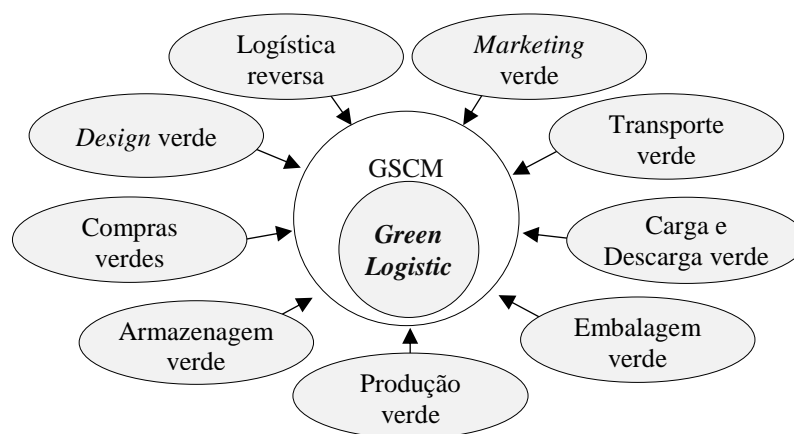 Logística
reversa
Marketing
verde
Design verde
Transporte
verde
GSCM
Green
Logistic
Compras
verdes
Carga e
Descarga verde
Armazenagem
verde
Embalagem
verde
Produção
verde